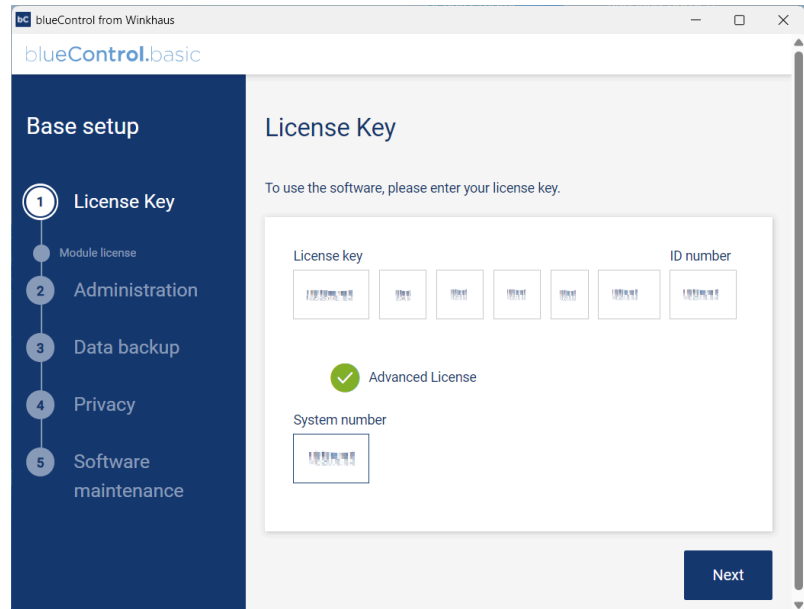 bC blueControl from Winkhaus
blueControl.basic
Base setup
1 License Key
Module license
2 Administration
3 Data backup
4 Privacy
5 Software
maintenance
License Key
To use the software, please enter your license key.
License key ID number
Advanced License
System number
Next